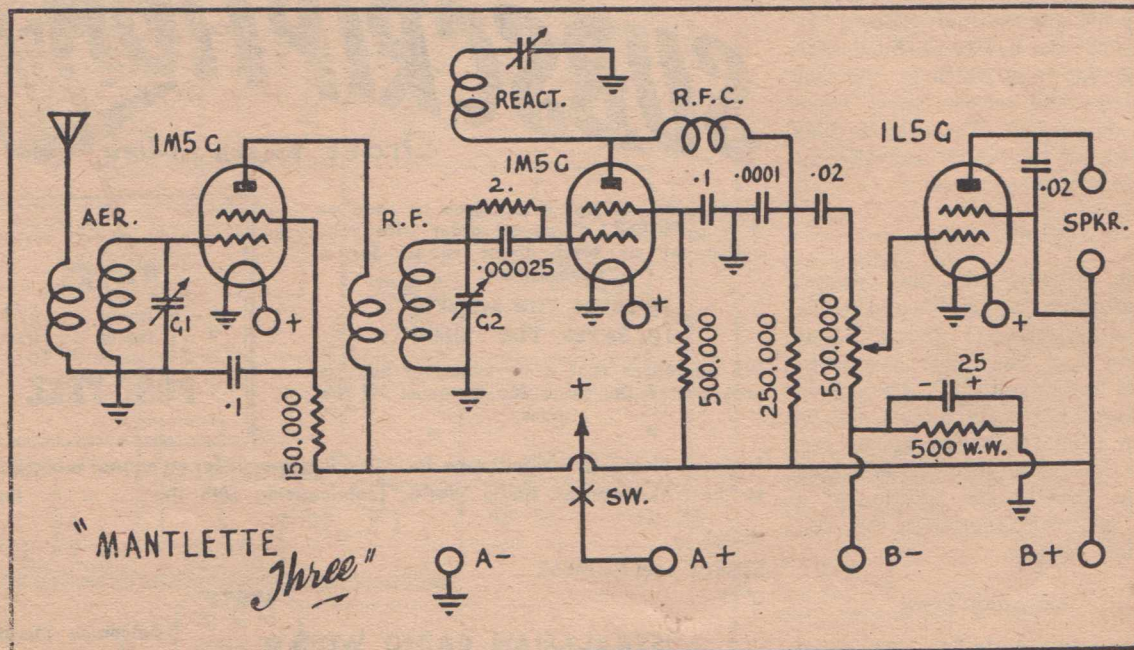 REACT.
R.F.C.
1M5G
1M5G
1L5G
AER.
2.
.1
.0001
.02
.02
R.F.
SPKR.
.00025
+
+
+
G1
G2
.1
150.000
500.000
250.000
500.000
+
25
- +
500 W.W.
SW.
"MANTLETTE
Three"
A-
A+
B-
B+